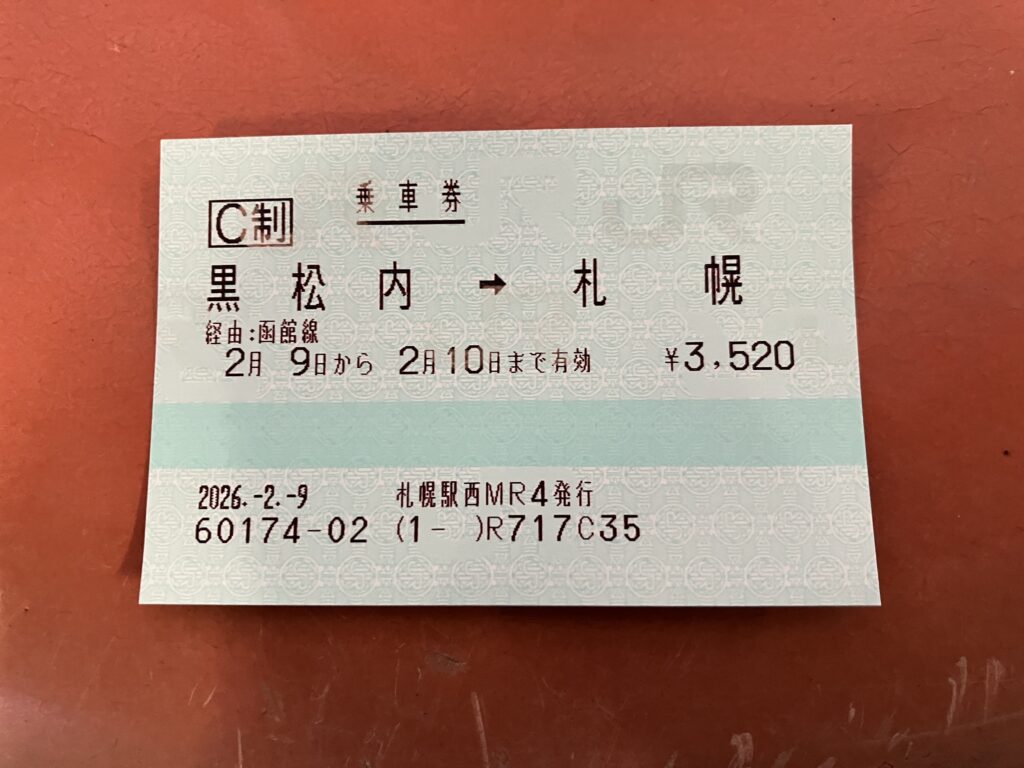 乗車券
C制
黒松内→札幌
経由:函館線
2月 9日から 2月10日まで有効 ¥3,520
2026.-2.-9 札幌駅西MR4発行
60174-02 (1- )R717C35